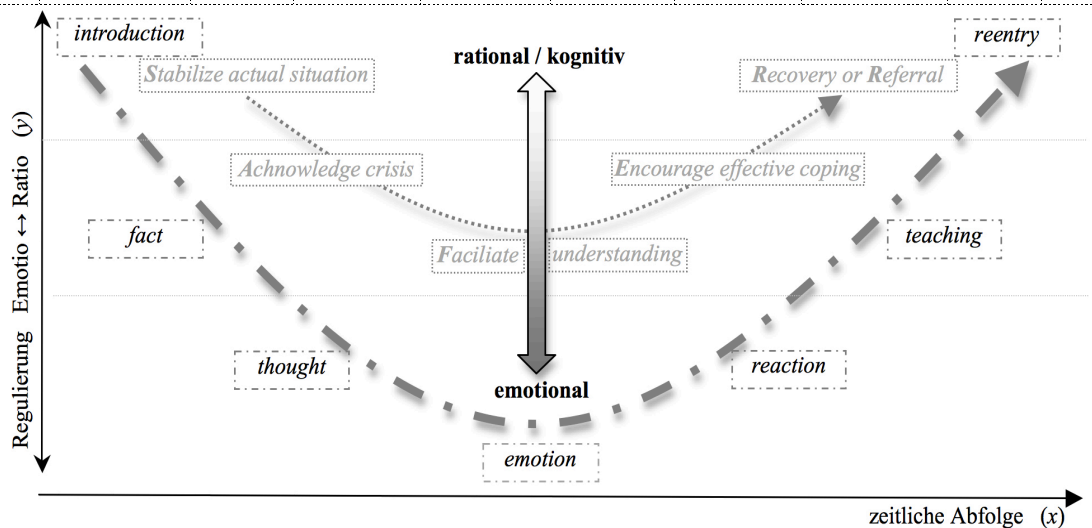 introduction
reentry
rational / kognitiv
Stabilize actual situation
Recovery or Referral
Achnowledge crisis
Encourage effective coping
fact
teaching
Faciliate understanding
thought
reaction
emotional
emotion
Regulierung Emotio ↔ Ratio (y)
zeitliche Abfolge (x)